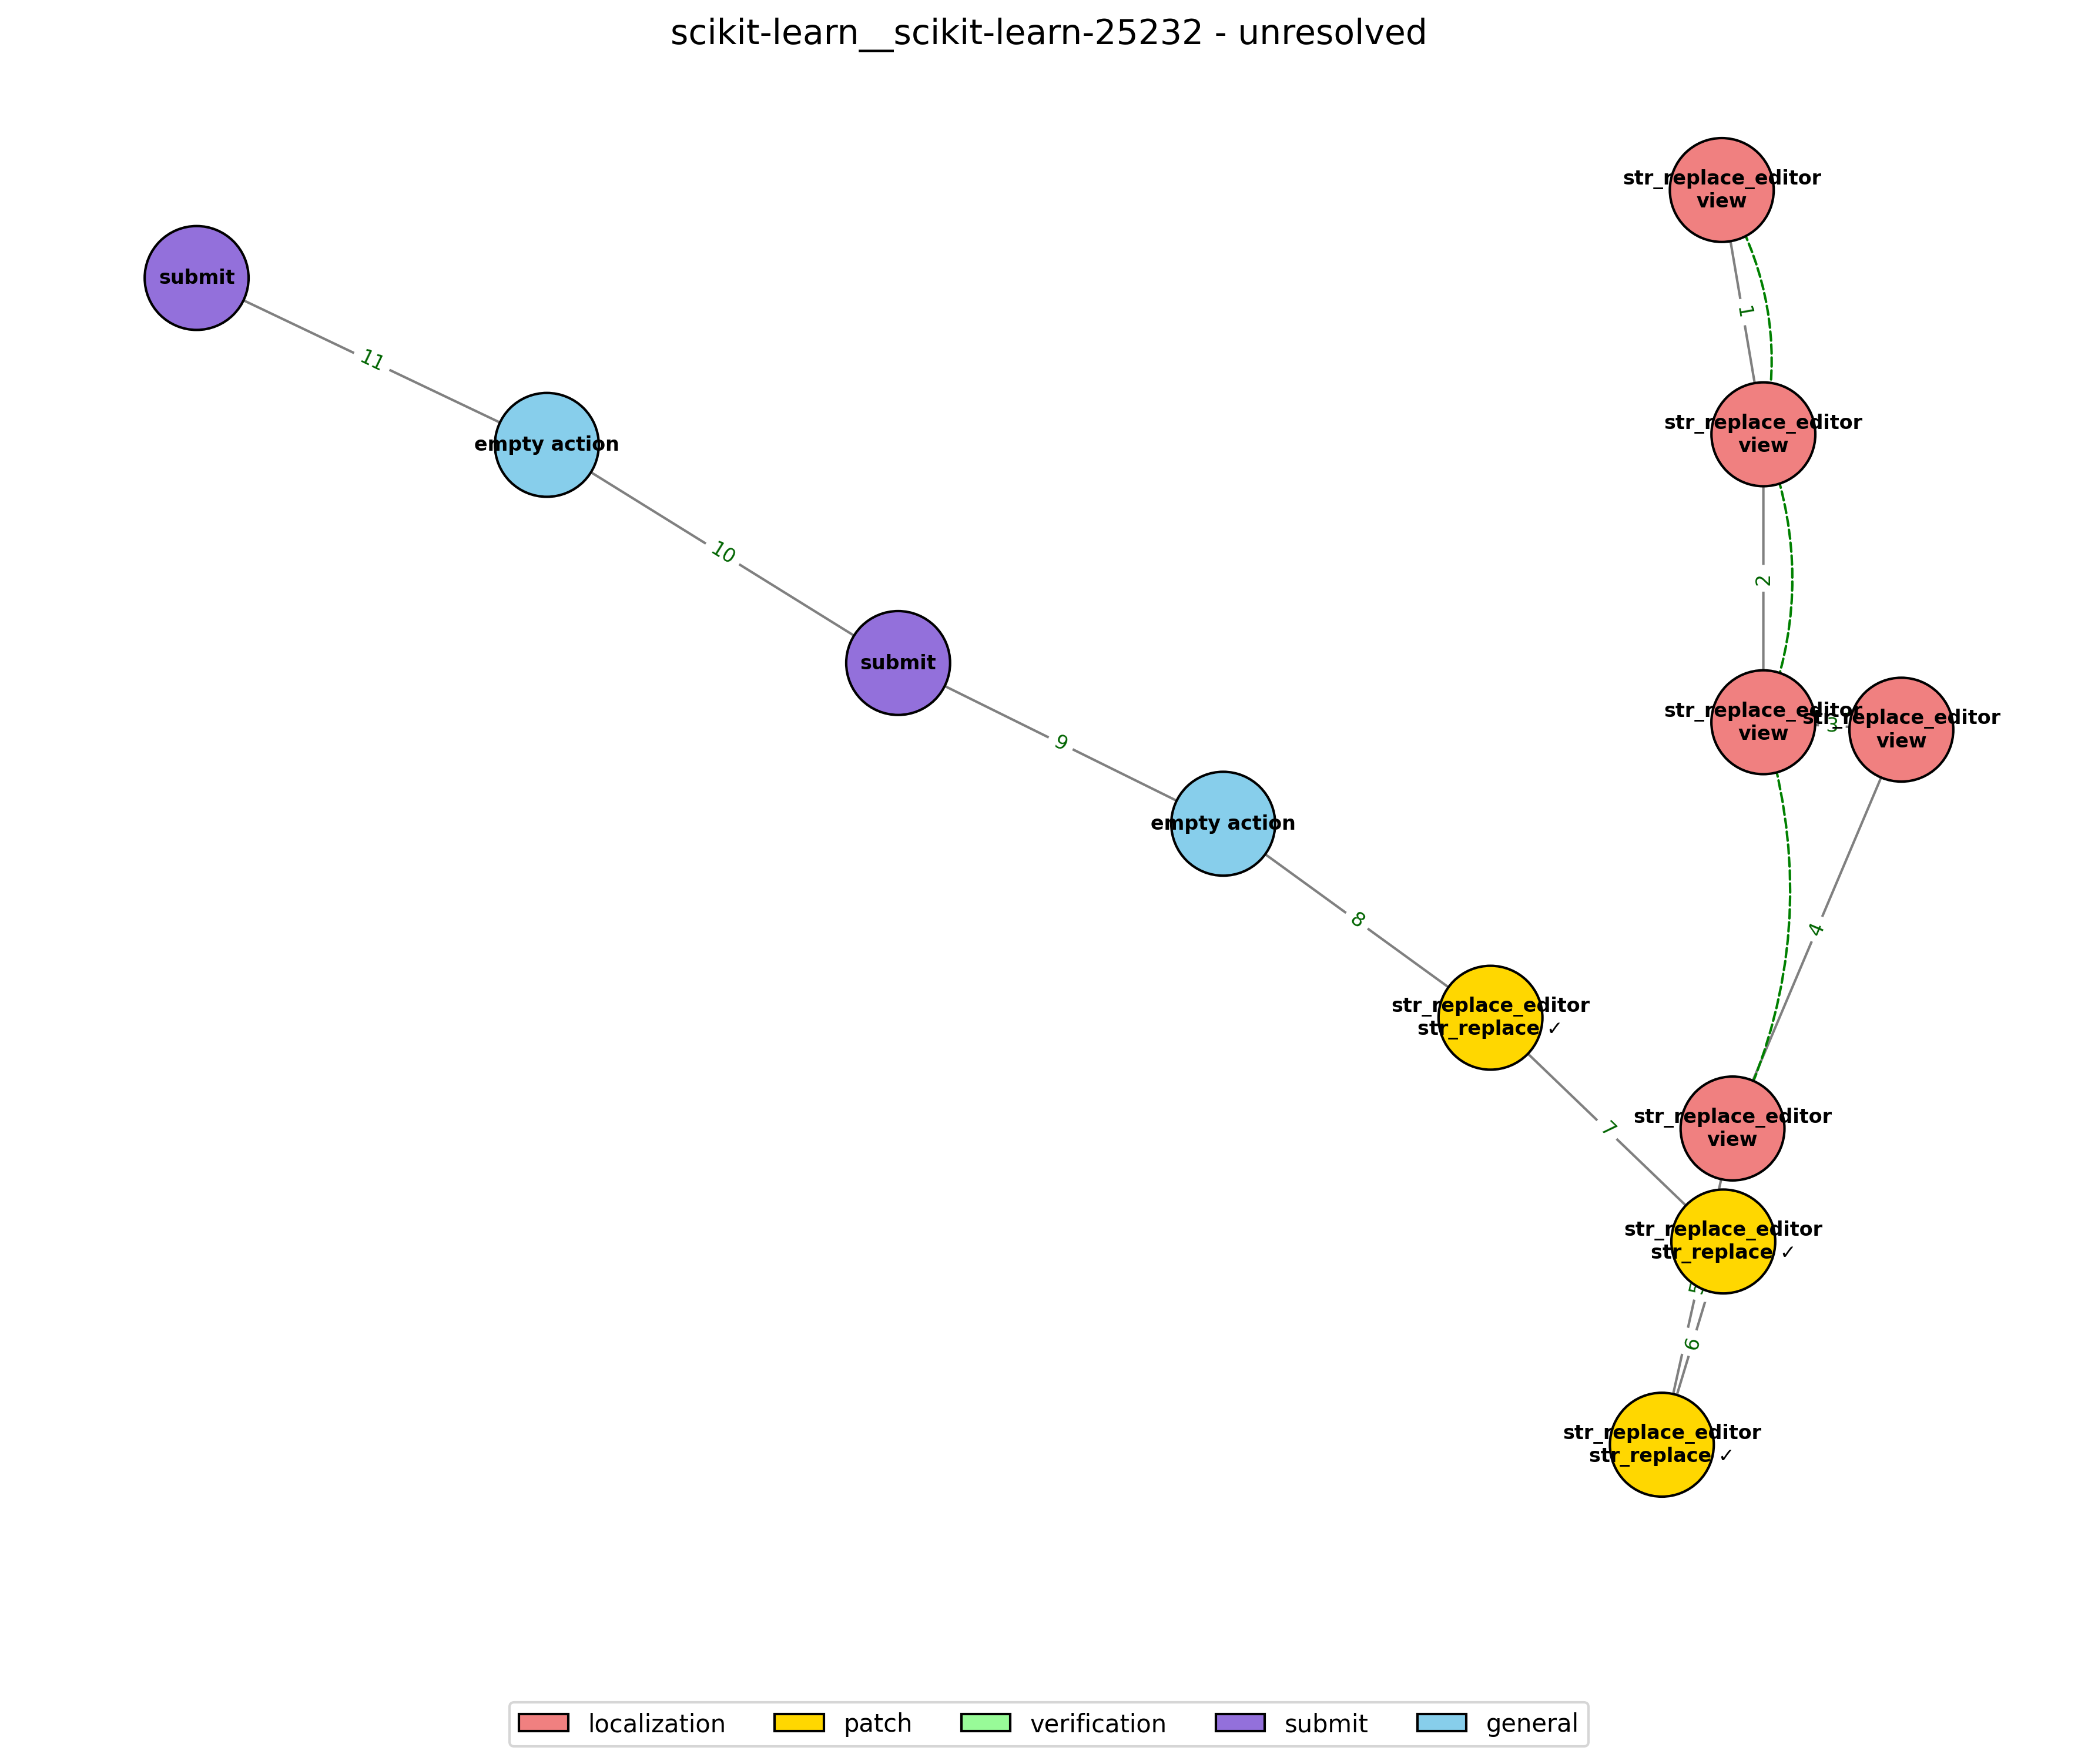 scikit-learn__scikit-learn-25232 - unresolved
str_replace_editor
view
1
submit
11
str_replace_editor
view
empty action
10
2
submit
str_replace_editor
view
3
str_replace_editor
view
9
empty action
8
4
str_replace_editor
str_replace ✓
7
str_replace_editor
view
str_replace_editor
str_replace ✓
5
6
str_replace_editor
str_replace ✓
localization
patch
verification
submit
general